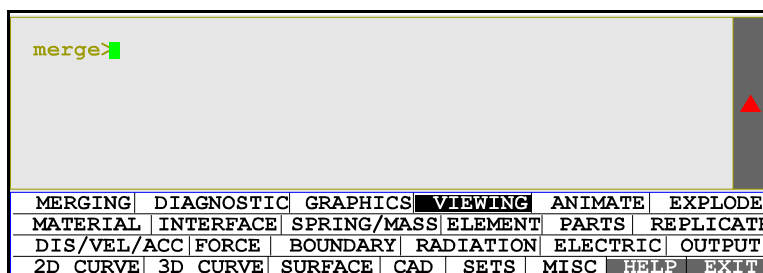 merge>
MERGING DIAGNOSTIC GRAPHICS VIEWING ANIMATE EXPLODE
MATERIAL INTERFACE SPRING/MASS ELEMENT PARTS REPLICATE
DIS/VEL/ACC FORCE BOUNDARY RADIATION ELECTRIC OUTPUT
2D CURVE 3D CURVE SURFACE CAD SETS MISC HELP EXIT